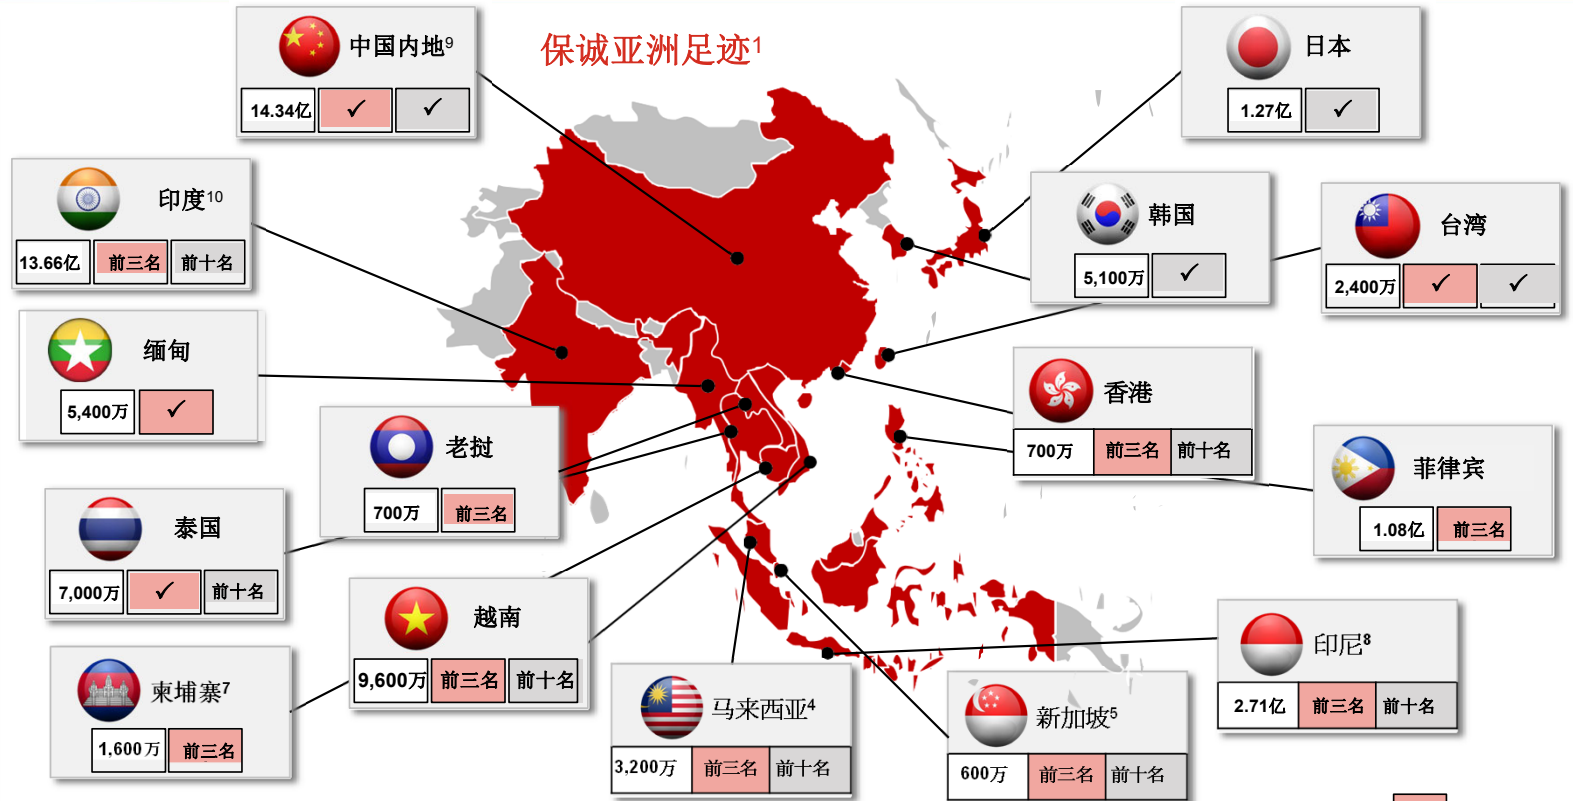 保诚亚洲足迹1
中国内地9
14.34亿 ✓ ✓
日本
1.27亿 ✓
印度10
13.66亿 前三名 前十名
韩国
5,100万 ✓
台湾
2,400万 ✓ ✓
缅甸
5,400万 ✓
香港
700万 前三名 前十名
老挝
700万 前三名
菲律宾
1.08亿 前三名
泰国
7,000万 ✓ 前十名
越南
9,600万 前三名 前十名
印尼8
2.71亿 前三名 前十名
柬埔寨7
1,600万 前三名
马来西亚4
3,200万 前三名 前十名
新加坡5
600万 前三名 前十名